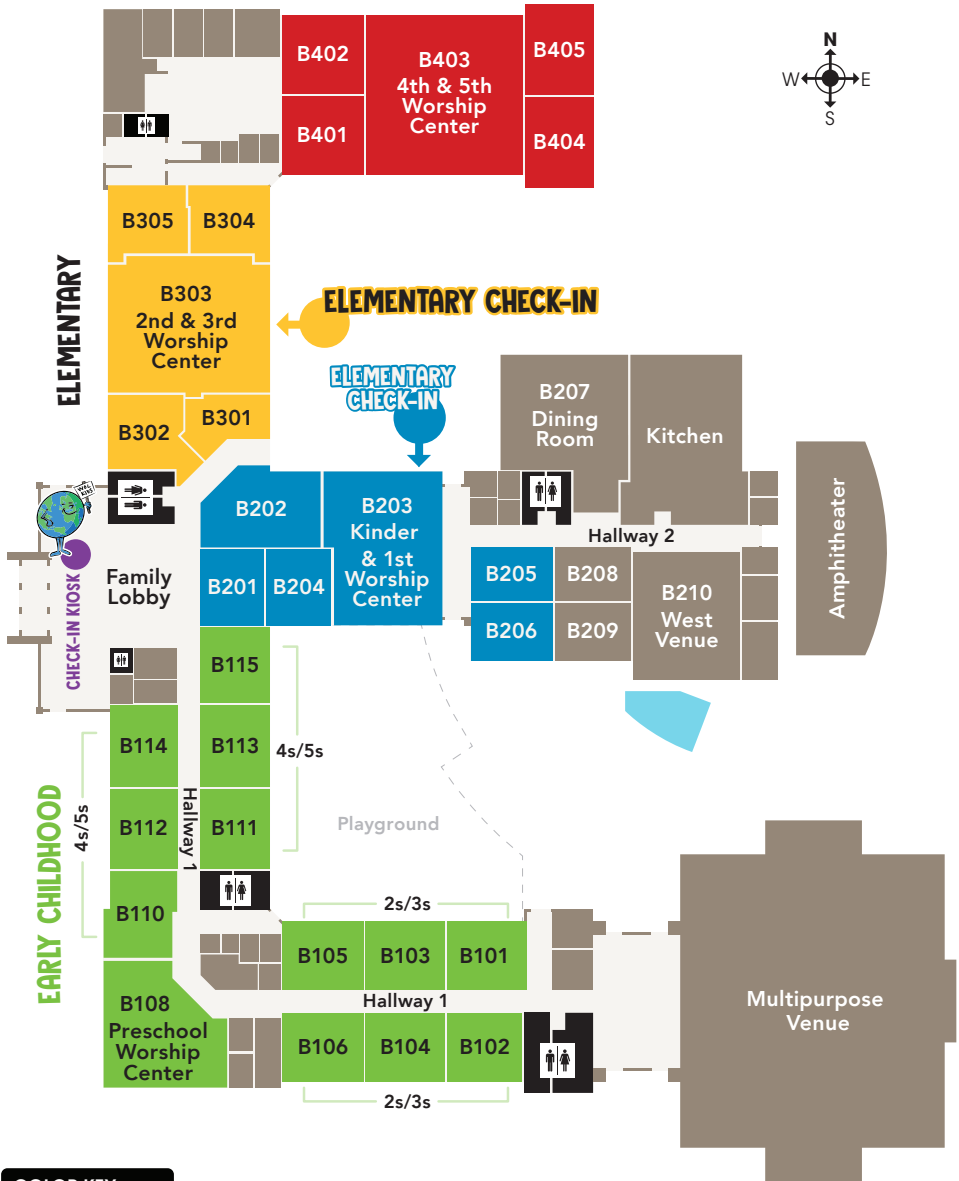 B402
B403
4th & 5th
Worship
Center
B405
B401
B404
N
W
E
S
B305
B304
B303
2nd & 3rd
Worship
Center
ELEMENTARY
ELEMENTARY CHECK-IN
ELEMENTARY
CHECK-IN
B302
B301
B207
Dining
Room
Kitchen
B202
B203
Kinder
& 1st
Worship
Center
Hallway 2
Amphitheater
Family
Lobby
CHECK-IN KIOSK
B201
B204
B205
B208
B210
West
Venue
B206
B209
B115
B114
B113
4s/5s
4s/5s
B112
Hallway 1
B111
Playground
EARLY CHILDHOOD
B110
2s/3s
B105
B103
B101
Hallway 1
B108
Preschool
Worship
Center
B106
B104
B102
2s/3s
Multipurpose
Venue
COLOR KEY